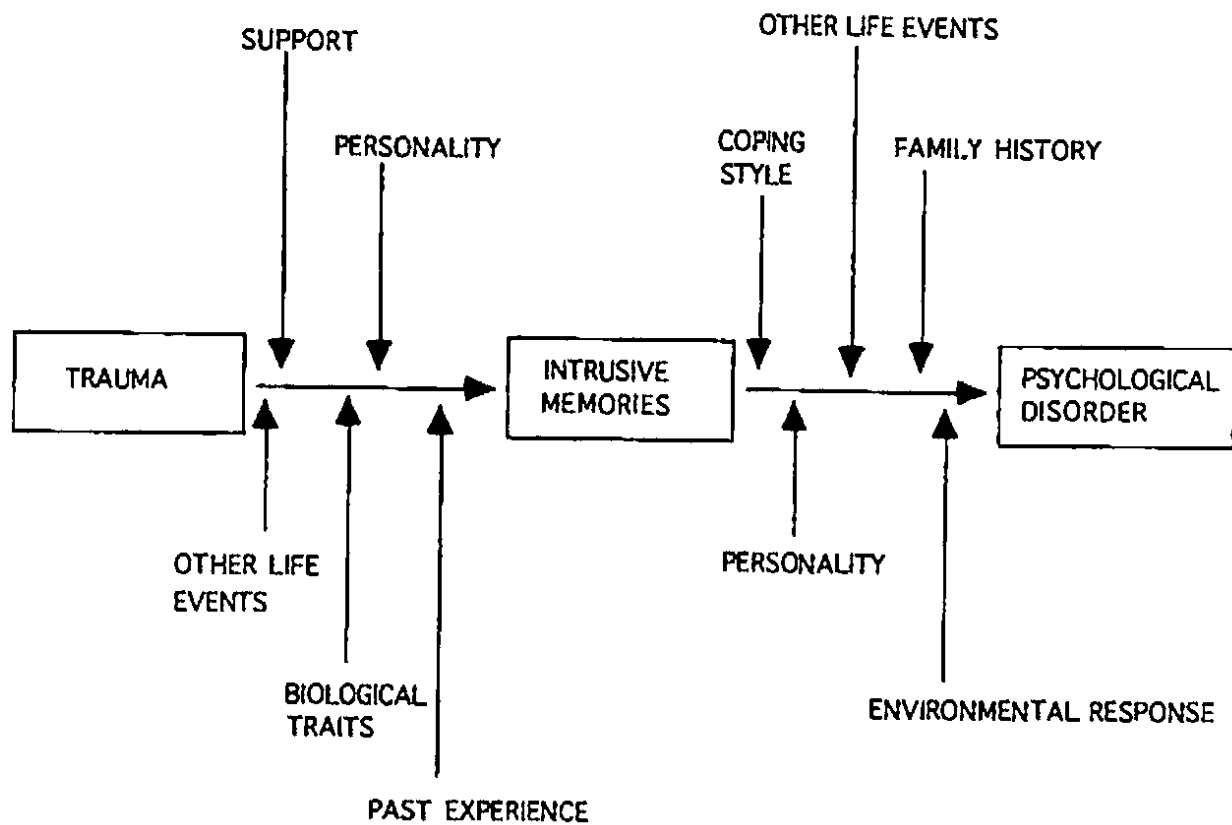 SUPPORT
OTHER LIFE EVENTS
PERSONALITY
COPING
STYLE
FAMILY HISTORY
TRAUMA
INTRUSIVE
MEMORIES
PSYCHOLOGICAL
DISORDER
OTHER LIFE
EVENTS
PERSONALITY
BIOLOGICAL
TRAITS
ENVIRONMENTAL RESPONSE
PAST EXPERIENCE